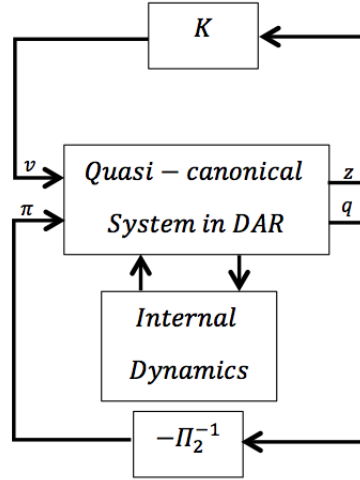 K
v
Quasi − canonical
z
π
System in DAR
q
Internal
Dynamics
−Π₂⁻¹